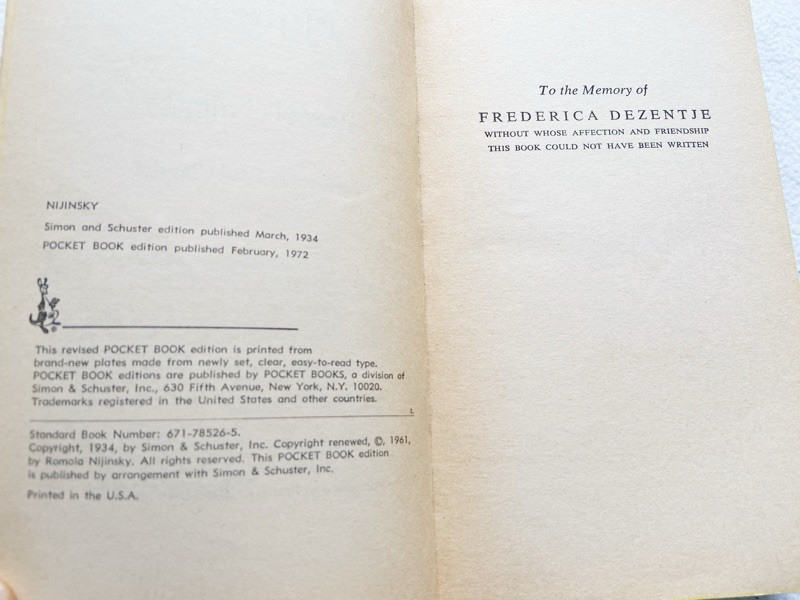 NIJINSKY
Simon and Schuster edition published March, 1934
POCKET BOOK edition published February, 1972
This revised POCKET BOOK edition is printed from
brand-new plates made from newly set, clear, easy-to-read type.
POCKET BOOK editions are published by POCKET BOOKS, a division of
Simon & Schuster, Inc., 630 Fifth Avenue, New York, N.Y. 10020.
Trademarks registered in the United States and other countries.
L
Standard Book Number: 671-78526-5.
Copyright, 1934, by Simon & Schuster, Inc. Copyright renewed, ©, 1961,
by Romola Nijinsky. All rights reserved. This POCKET BOOK edition
is published by arrangement with Simon & Schuster, Inc.
Printed in the U.S.A.
To the Memory of
FREDERICA DEZENTJE
WITHOUT WHOSE AFFECTION AND FRIENDSHIP
THIS BOOK COULD NOT HAVE BEEN WRITTEN